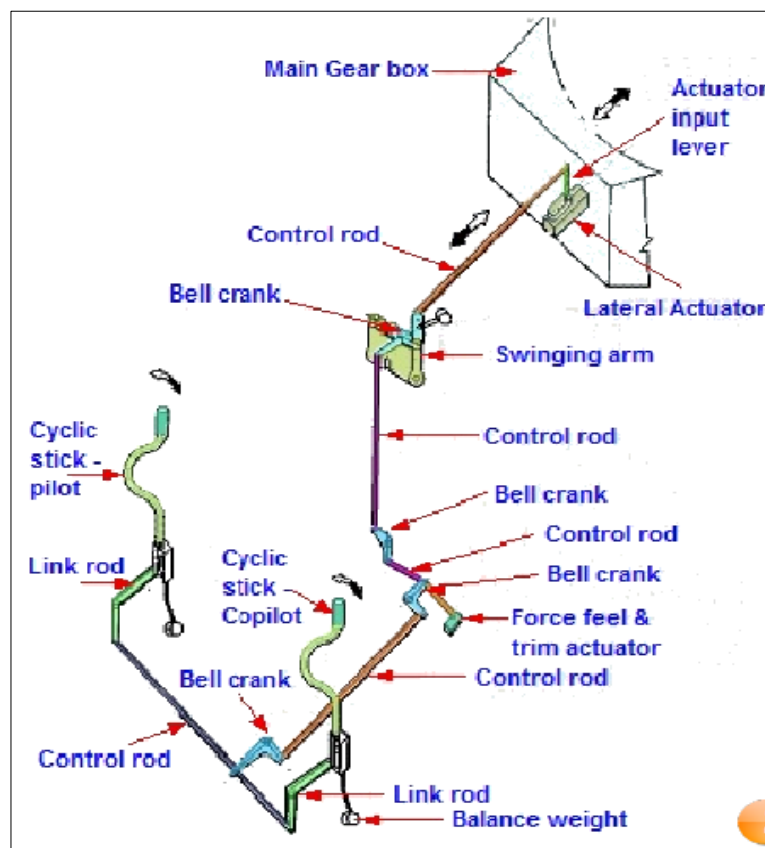 Main Gear box
Actuator
input
lever
Control rod
Bell crank
Lateral Actuator
Swinging arm
Cyclic
stick -
pilot
Control rod
Bell crank
Control rod
Link rod
Cyclic
stick -
Copilot
Bell crank
Force feel &
trim actuator
Bell crank
Control rod
Control rod
Link rod
Balance weight